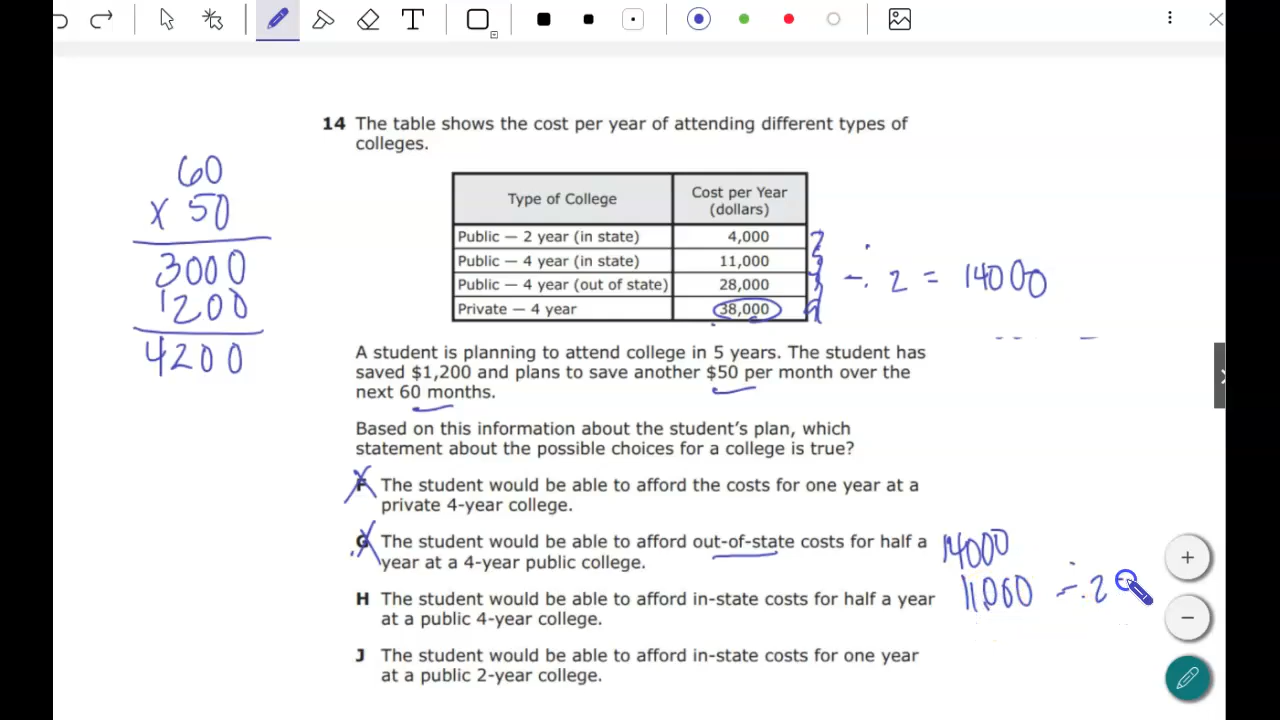 14 The table shows the cost per year of attending different types of
colleges.
60
x 50
3000
1200
4200
Type of College Cost per Year
(dollars)
Public — 2 year (in state) 4,000
Public — 4 year (in state) 11,000
Public — 4 year (out of state) 28,000
Private — 4 year 38,000
÷ 2 = 14000
A student is planning to attend college in 5 years. The student has
saved $1,200 and plans to save another $50 per month over the
next 60 months.
Based on this information about the student's plan, which
statement about the possible choices for a college is true?
F The student would be able to afford the costs for one year at a
private 4-year college.
G The student would be able to afford out-of-state costs for half a
year at a 4-year public college.
14000
11,000 ÷ 2
H The student would be able to afford in-state costs for half a year
at a public 4-year college.
J The student would be able to afford in-state costs for one year
at a public 2-year college.